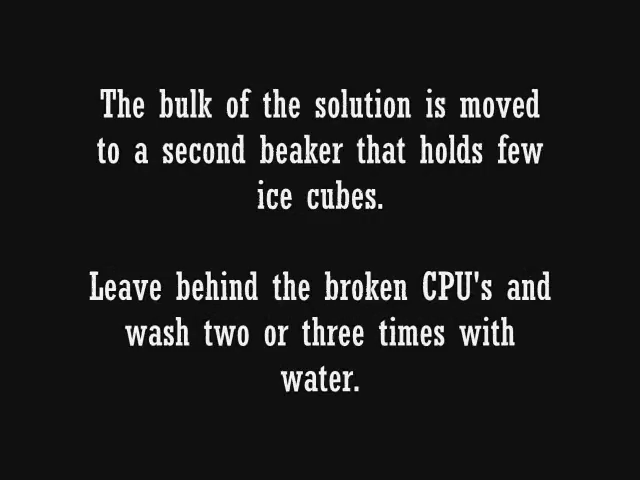 The bulk of the solution is moved
to a second beaker that holds few
ice cubes.
Leave behind the broken CPU's and
wash two or three times with
water.